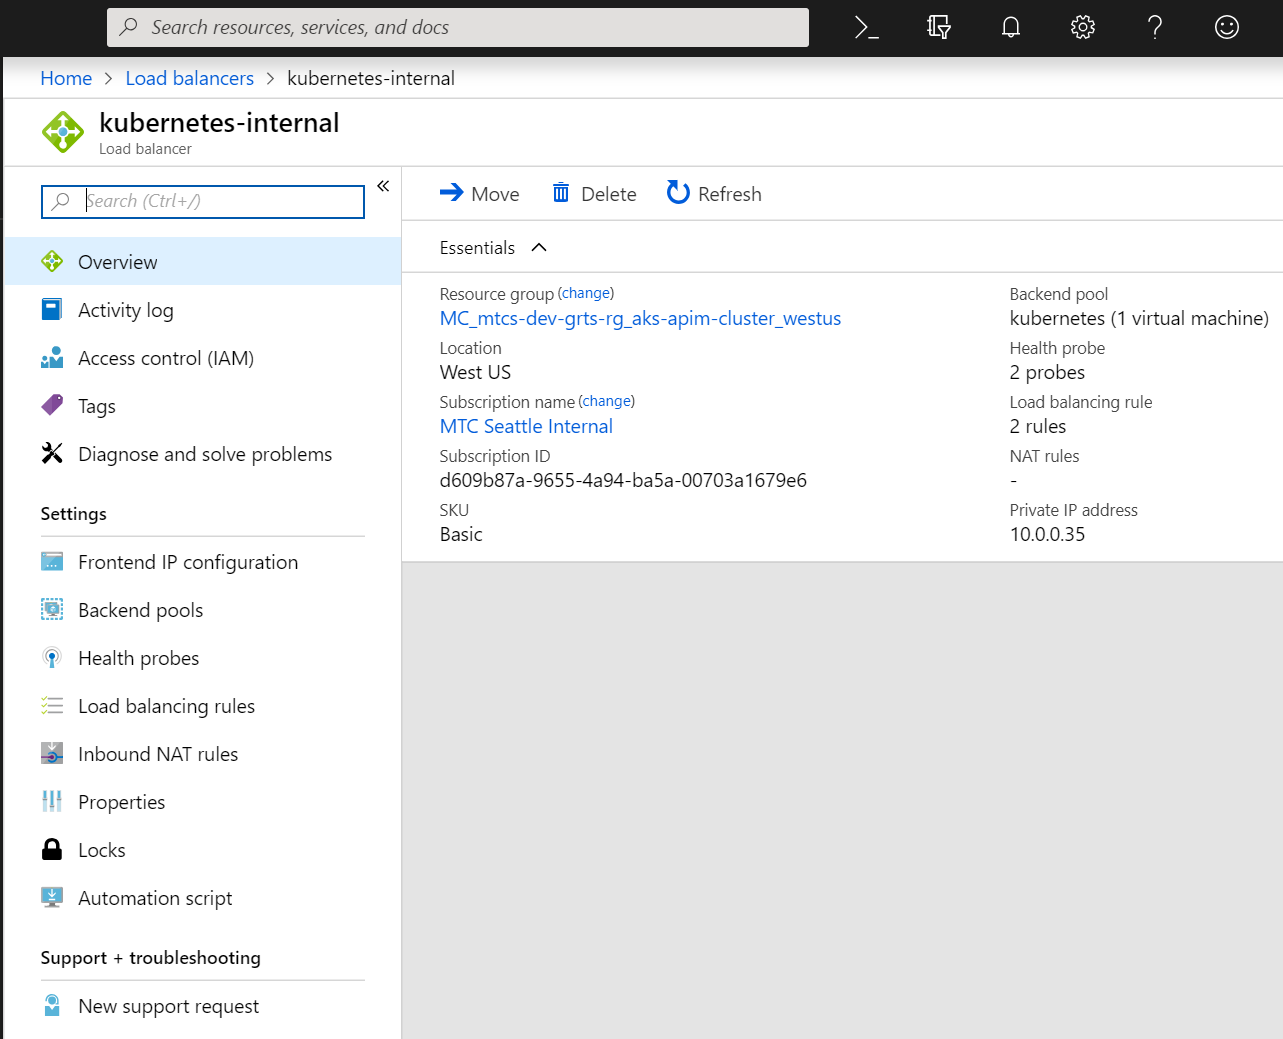 Search resources, services, and docs
Home > Load balancers > kubernetes-internal
kubernetes-internal
Load balancer
Search (Ctrl+/)
Overview
Activity log
Access control (IAM)
Tags
Diagnose and solve problems
Settings
Frontend IP configuration
Backend pools
Health probes
Load balancing rules
Inbound NAT rules
Properties
Locks
Automation script
Support + troubleshooting
New support request
Move Delete Refresh
Essentials
Resource group (change)
MC_mtcs-dev-grts-rg_aks-apim-cluster_westus
Location
West US
Subscription name (change)
MTC Seattle Internal
Subscription ID
d609b87a-9655-4a94-ba5a-00703a1679e6
SKU
Basic
Backend pool
kubernetes (1 virtual machine)
Health probe
2 probes
Load balancing rule
2 rules
NAT rules
-
Private IP address
10.0.0.35